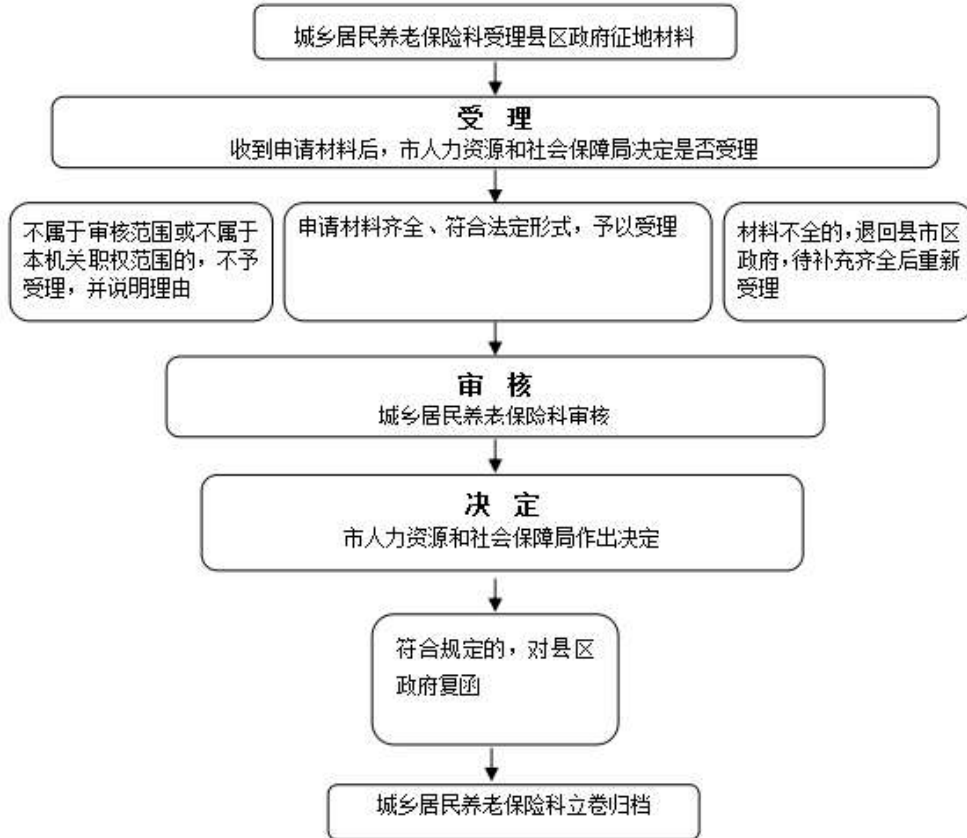 城乡居民养老保险科受理县区政府征地材料
受 理
收到申请材料后，市人力资源和社会保障局决定是否受理
不属于审核范围或不属于
本机关职权范围的，不予
受理，并说明理由
申请材料齐全、符合法定形式，予以受理
材料不全的，退回县市区
政府，待补充齐全后重新
受理
审 核
城乡居民养老保险科审核
决 定
市人力资源和社会保障局作出决定
符合规定的，对县区
政府复函
城乡居民养老保险科立卷归档